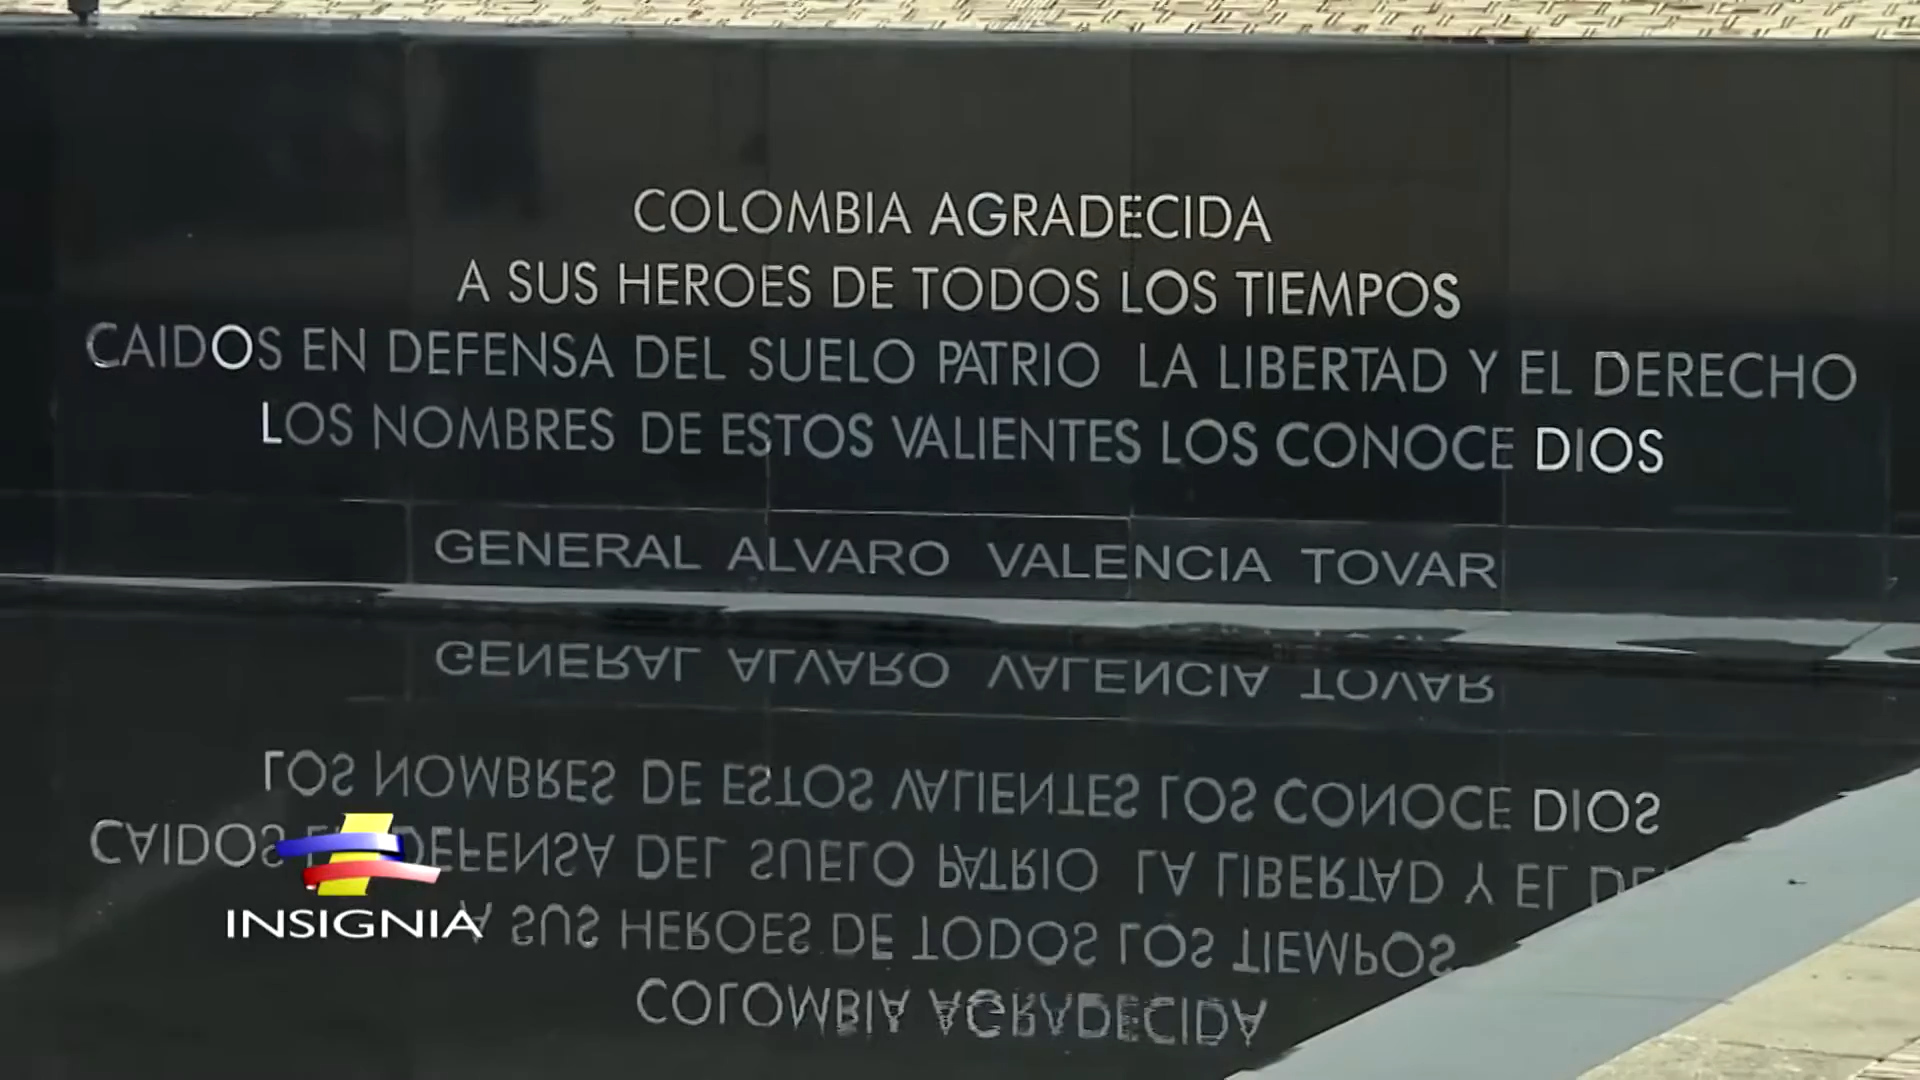 COLOMBIA AGRADECIDA
A SUS HEROES DE TODOS LOS TIEMPOS
CAIDOS EN DEFENSA DEL SUELO PATRIO LA LIBERTAD Y EL DERECHO
LOS NOMBRES DE ESTOS VALIENTES LOS CONOCE DIOS
GENERAL ALVARO VALENCIA TOVAR
INSIGNIA